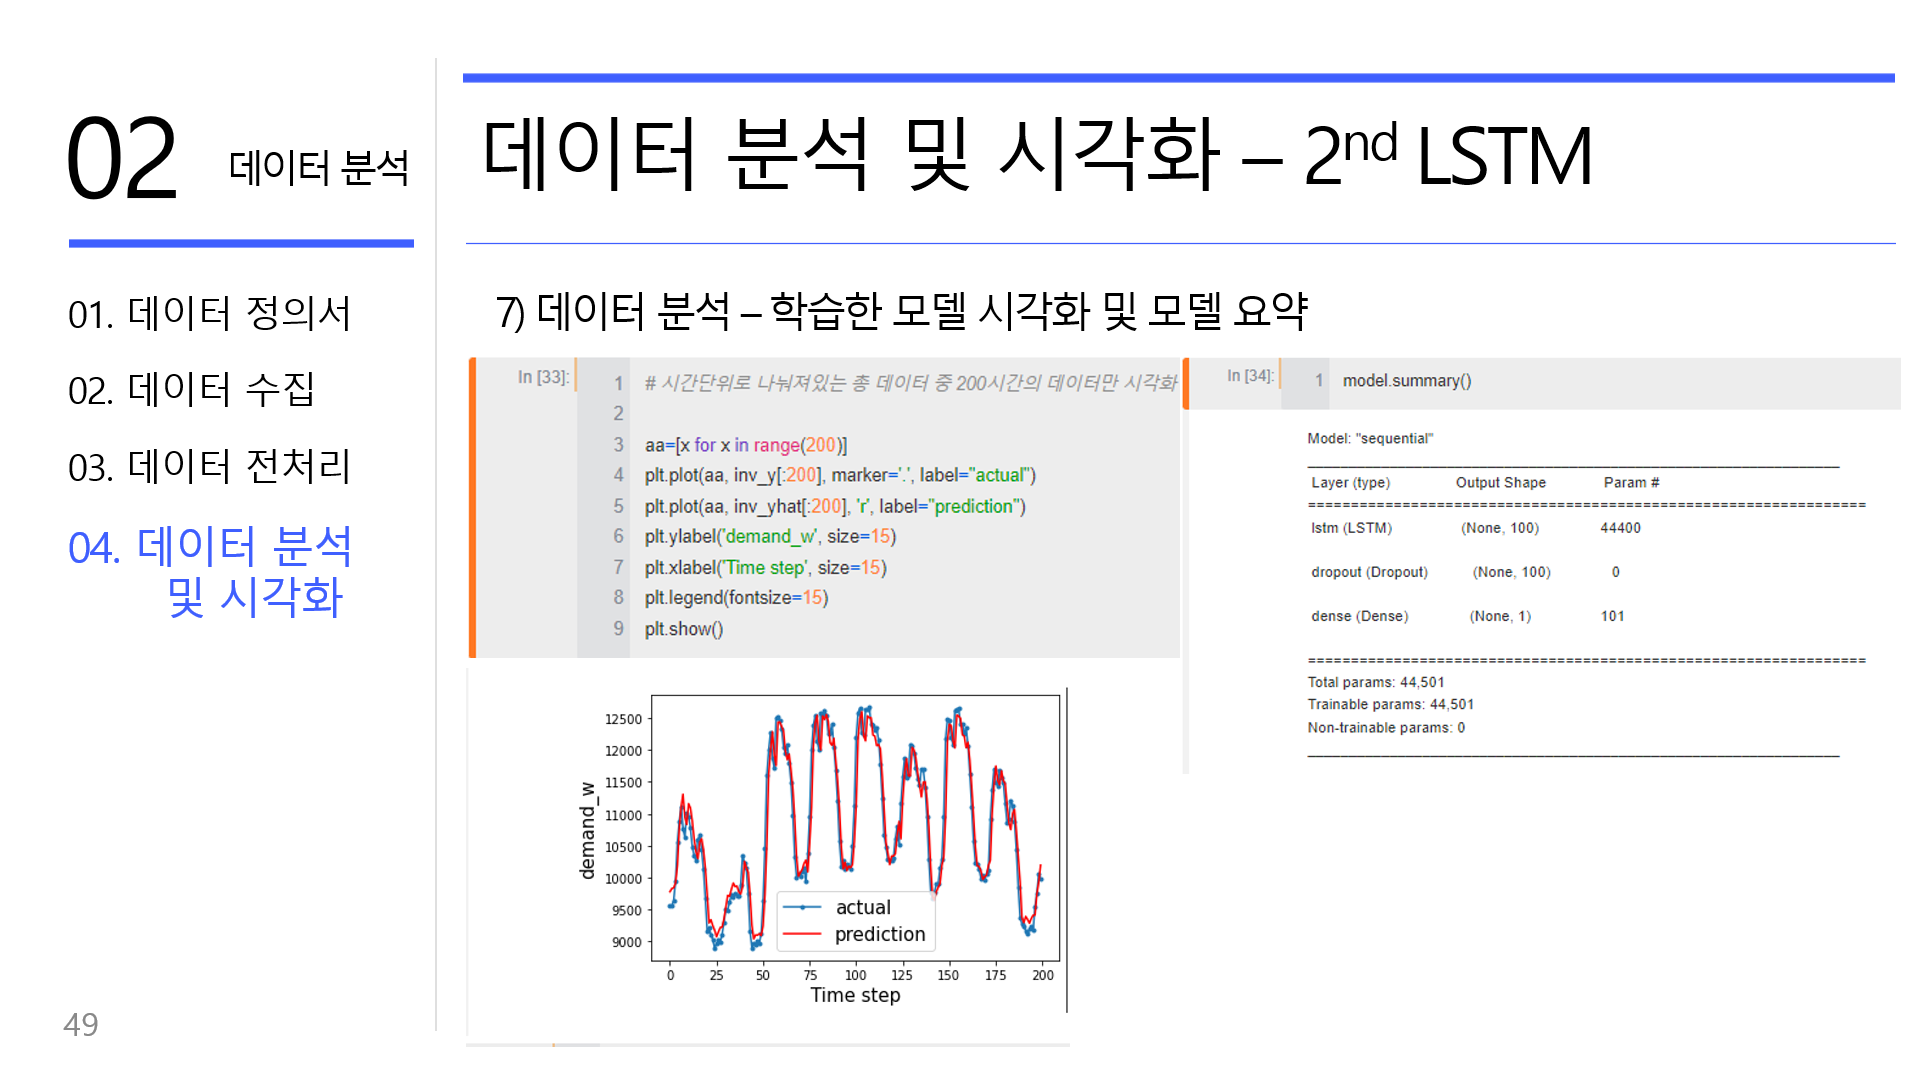 02 데이터 분석
01. 데이터 정의서
02. 데이터 수집
03. 데이터 전처리
04. 데이터 분석
및 시각화
49
데이터 분석 및 시각화 – 2nd LSTM
7) 데이터 분석 – 학습한 모델 시각화 및 모델 요약
In [33]:
1 # 시간단위로 나눠져있는 총 데이터 중 200시간의 데이터만 시각화
2
3 aa=[x for x in range(200)]
4 plt.plot(aa, inv_y[:200], marker='.', label="actual")
5 plt.plot(aa, inv_yhat[:200], 'r', label="prediction")
6 plt.ylabel('demand_w', size=15)
7 plt.xlabel('Time step', size=15)
8 plt.legend(fontsize=15)
9 plt.show()
12500
12000
11500
11000
10500
10000
9500
9000
demand_w
actual
prediction
0 25 50 75 100 125 150 175 200
Time step
In [34]:
1 model.summary()
Model: "sequential"
Layer (type) Output Shape Param #
=================================================================
lstm (LSTM) (None, 100) 44400
dropout (Dropout) (None, 100) 0
dense (Dense) (None, 1) 101
=================================================================
Total params: 44,501
Trainable params: 44,501
Non-trainable params: 0